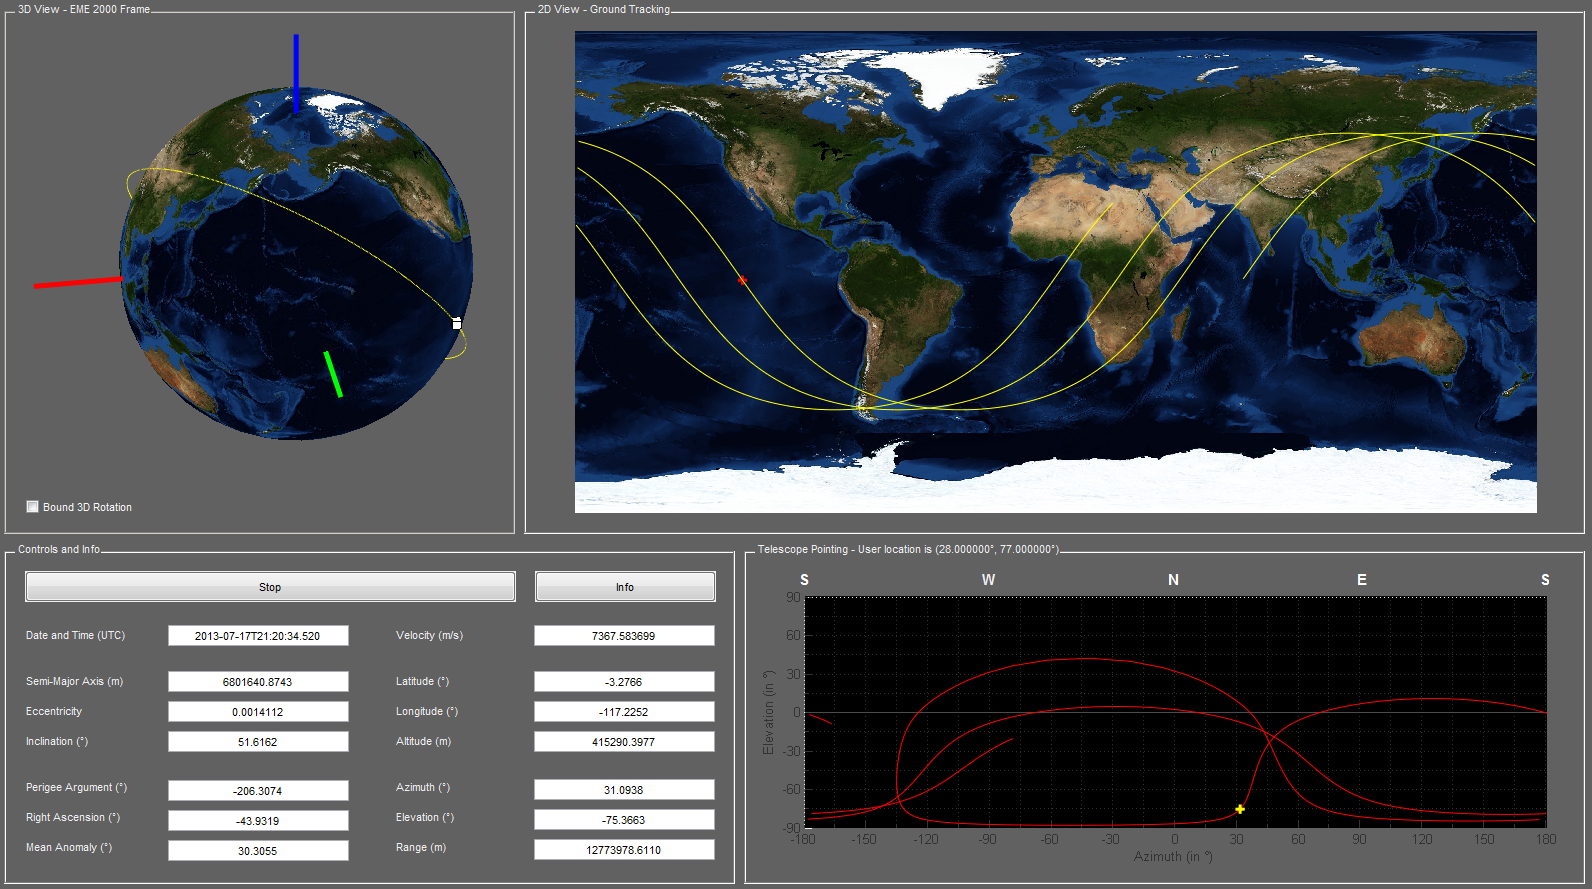 3D View - EME 2000 Frame
2D View - Ground Tracking
Bound 3D Rotation
Controls and Info
Stop
Info
Date and Time (UTC) 2013-07-17T21:20:34.520 Velocity (m/s) 7367.583699
Semi-Major Axis (m) 6801640.8743 Latitude (°) -3.2766
Eccentricity 0.0014112 Longitude (°) -117.2252
Inclination (°) 51.6162 Altitude (m) 415290.3977
Perigee Argument (°) -206.3074 Azimuth (°) 31.0938
Right Ascension (°) -43.9319 Elevation (°) -75.3663
Mean Anomaly (°) 30.3055 Range (m) 12773978.6110
Telescope Pointing - User location is (28.000000°, 77.000000°)
S W N E S
90
60
30
0
-30
-60
-90
Elevation (in °)
-180 -150 -120 -90 -60 -30 0 30 60 90 120 150 180
Azimuth (in °)